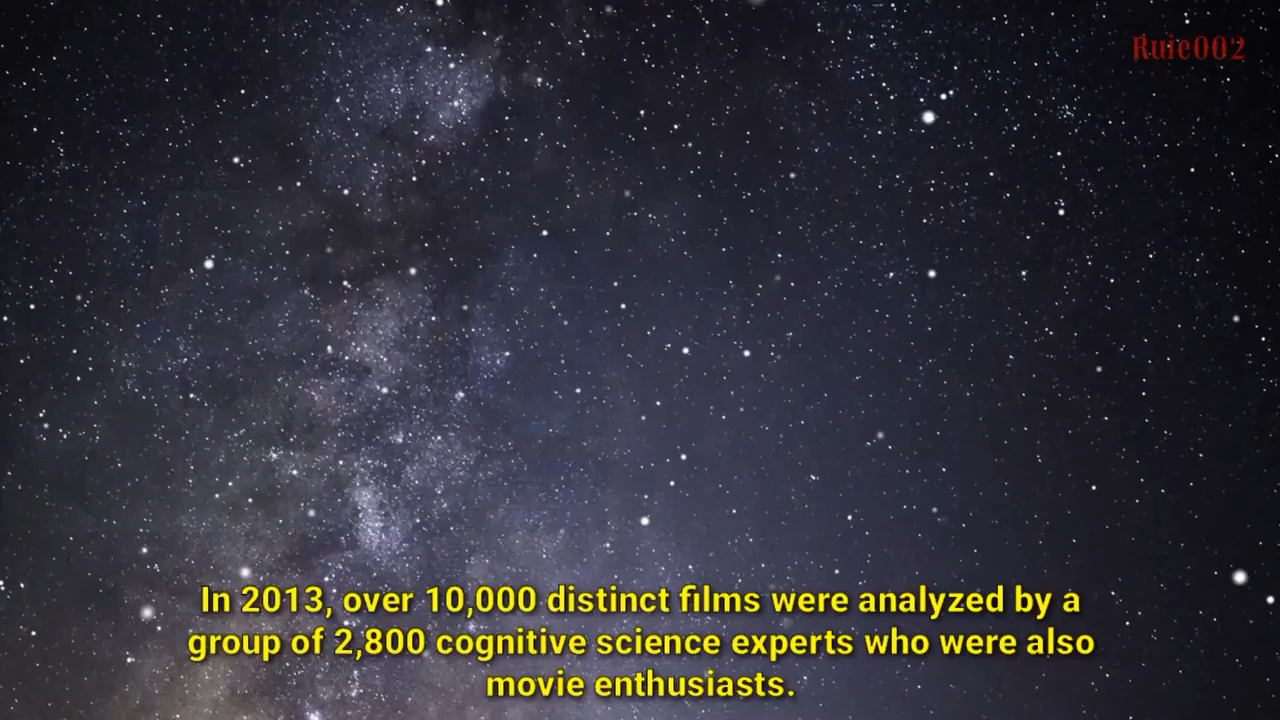 Ruie002
In 2013, over 10,000 distinct films were analyzed by a
group of 2,800 cognitive science experts who were also
movie enthusiasts.